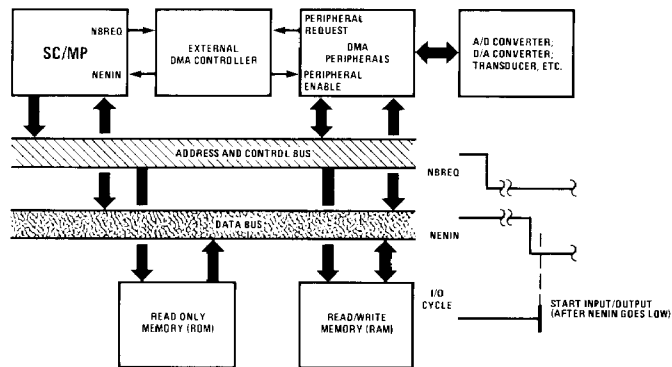 SC/MP
NBREQ
NENIN
EXTERNAL
DMA CONTROLLER
PERIPHERAL
REQUEST
DMA
PERIPHERALS
PERIPHERAL
ENABLE
A/D CONVERTER;
D/A CONVERTER;
TRANSDUCER, ETC.
ADDRESS AND CONTROL BUS
DATA BUS
READ ONLY
MEMORY (ROM)
READ/WRITE
MEMORY (RAM)
NBREQ
NENIN
I/O
CYCLE
START INPUT/OUTPUT
(AFTER NENIN GOES LOW)